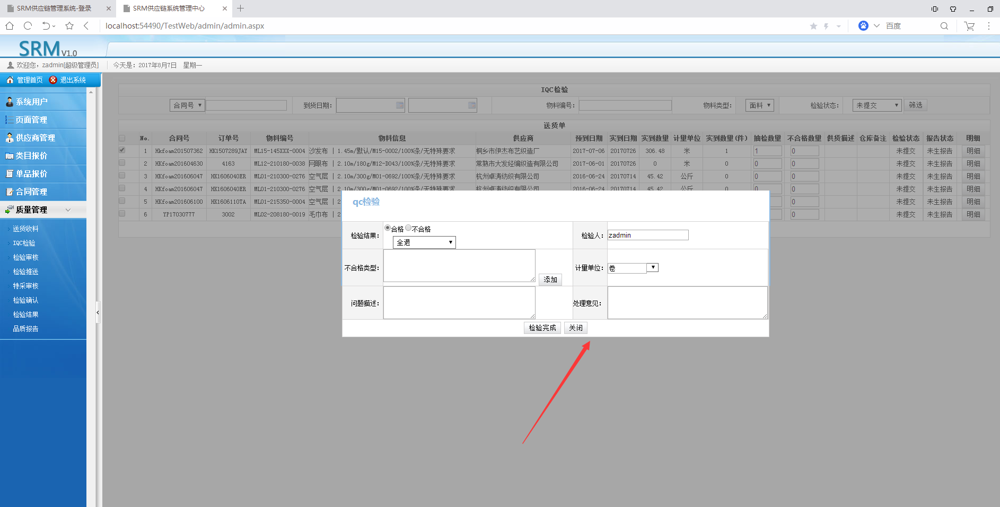 SRM供应链管理系统-登录
SRM供应链系统管理中心
localhost:54490/TestWeb/admin/admin.aspx
百度
SRM V1.0
欢迎您，zadmin[超级管理员]
今天是：2017年8月7日 星期一
管理首页 退出系统
系统用户
页面管理
供应商管理
类目报价
单品报价
合同管理
质量管理
送货收料
IQC检验
检验审核
检验推送
特采审核
检验确认
检验结果
品质报告
IQC检验
合同号 到货日期： 物料编号： 物料类型： 面料 检验状态： 未提交 筛选
送货单
No. 合同号 订单号 物料编号 物料信息 供应商 预到日期 实到日期 实到数量 计量单位 实到数量(件) 抽检数量 不合格数量 供货描述 仓库备注 检验状态 报告状态 明细
1 Hkfoam201507362 HK1507289JAY ML15-145XXX-0004 沙发布 | 1.45m/默认/M15-0002/100%涤/无特殊要求 桐乡市伊杰布艺织造厂 2017-07-06 20170726 306.48 米 1 1 0 未提交 未生报告 明细
2 HKfoam201604630 4163 ML12-210180-0038 网眼布 | 2.10m/180g/M12-D043/100%涤/无特殊要求 常熟市大发经编织造有限公司 2017-06-01 20170726 0 米 0 0 0 未提交 未生报告 明细
3 HKfoam201606047 HK1606040ER ML01-210300-0276 空气层 | 2.10m/300g/M01-0692/100%涤/无特殊要求 杭州卓涛纺织有限公司 2016-06-24 20170714 45.42 公斤 0 0 0 未提交 未生报告 明细
4 HKfoam201606047 HK1606040ER ML01-210300-0276 空气层 | 2.10m/300g/M01-0692/100%涤/无特殊要求 杭州卓涛纺织有限公司 2016-06-24 20170714 45.42 公斤 0 0 0 未提交 未生报告 明细
5 HKfoam201606100 HK1606110TA ML01-215350-0004 空气层 | 2 0 未提交 未生报告 明细
6 YP17030777 3002 ML02-208180-0019 毛巾布 | 2 0 未提交 未生报告 明细
qc检验
检验结果： 合格 不合格
全退
检验人： zadmin
不合格类型： 添加
计量单位： 卷
问题描述： 处理意见：
检验完成 关闭